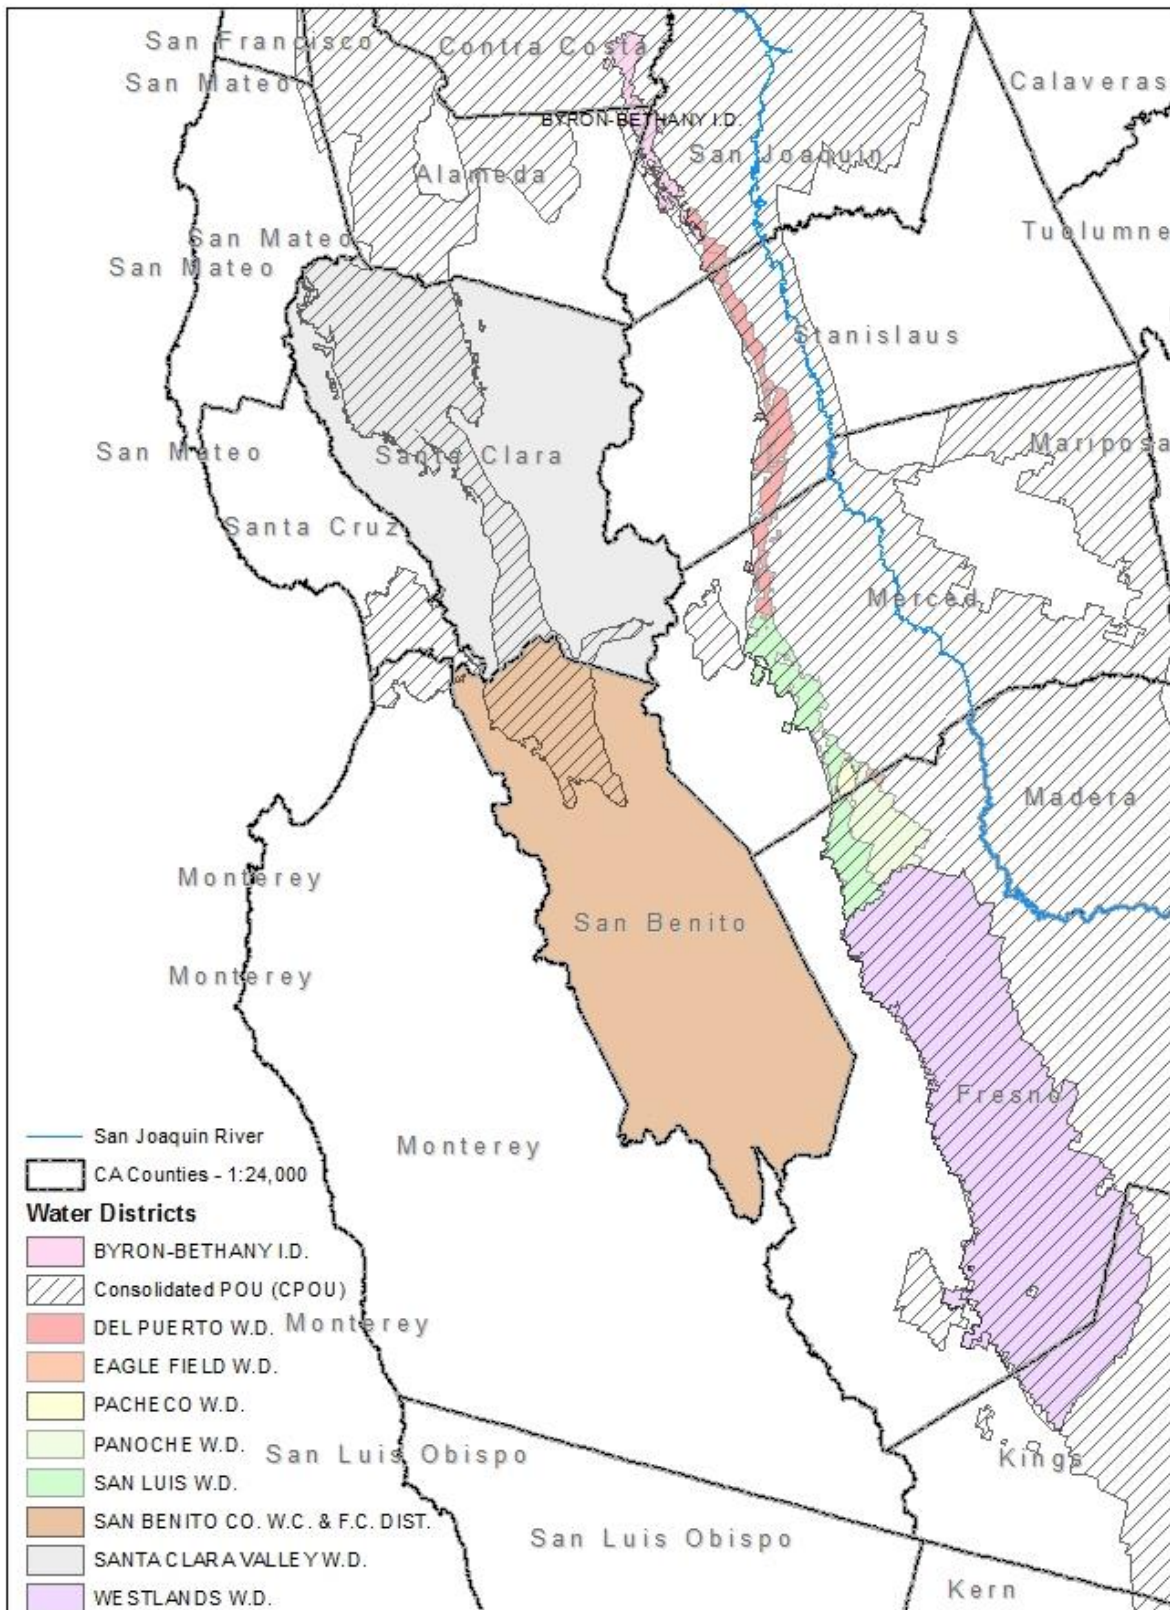 San Francisco
Contra Costa
San Mateo
Calaveras
BYRON-BETHANY I.D.
San Joaquin
Alameda
San Mateo
Tuolumne
San Mateo
Stanislaus
Mariposa
San Mateo
Santa Clara
Santa Cruz
Merced
Madera
Monterey
San Benito
Monterey
Fresno
Monterey
Monterey
San Luis Obispo
Kings
San Luis Obispo
Kern
San Joaquin River
CA Counties - 1:24,000
Water Districts
BYRON-BETHANY I.D.
Consolidated POU (CPOU)
DEL PUERTO W.D.
EAGLE FIELD W.D.
PACHECO W.D.
PANOCHE W.D.
SAN LUIS W.D.
SAN BENITO CO. W.C. & F.C. DIST.
SANTA CLARA VALLEY W.D.
WESTLANDS W.D.